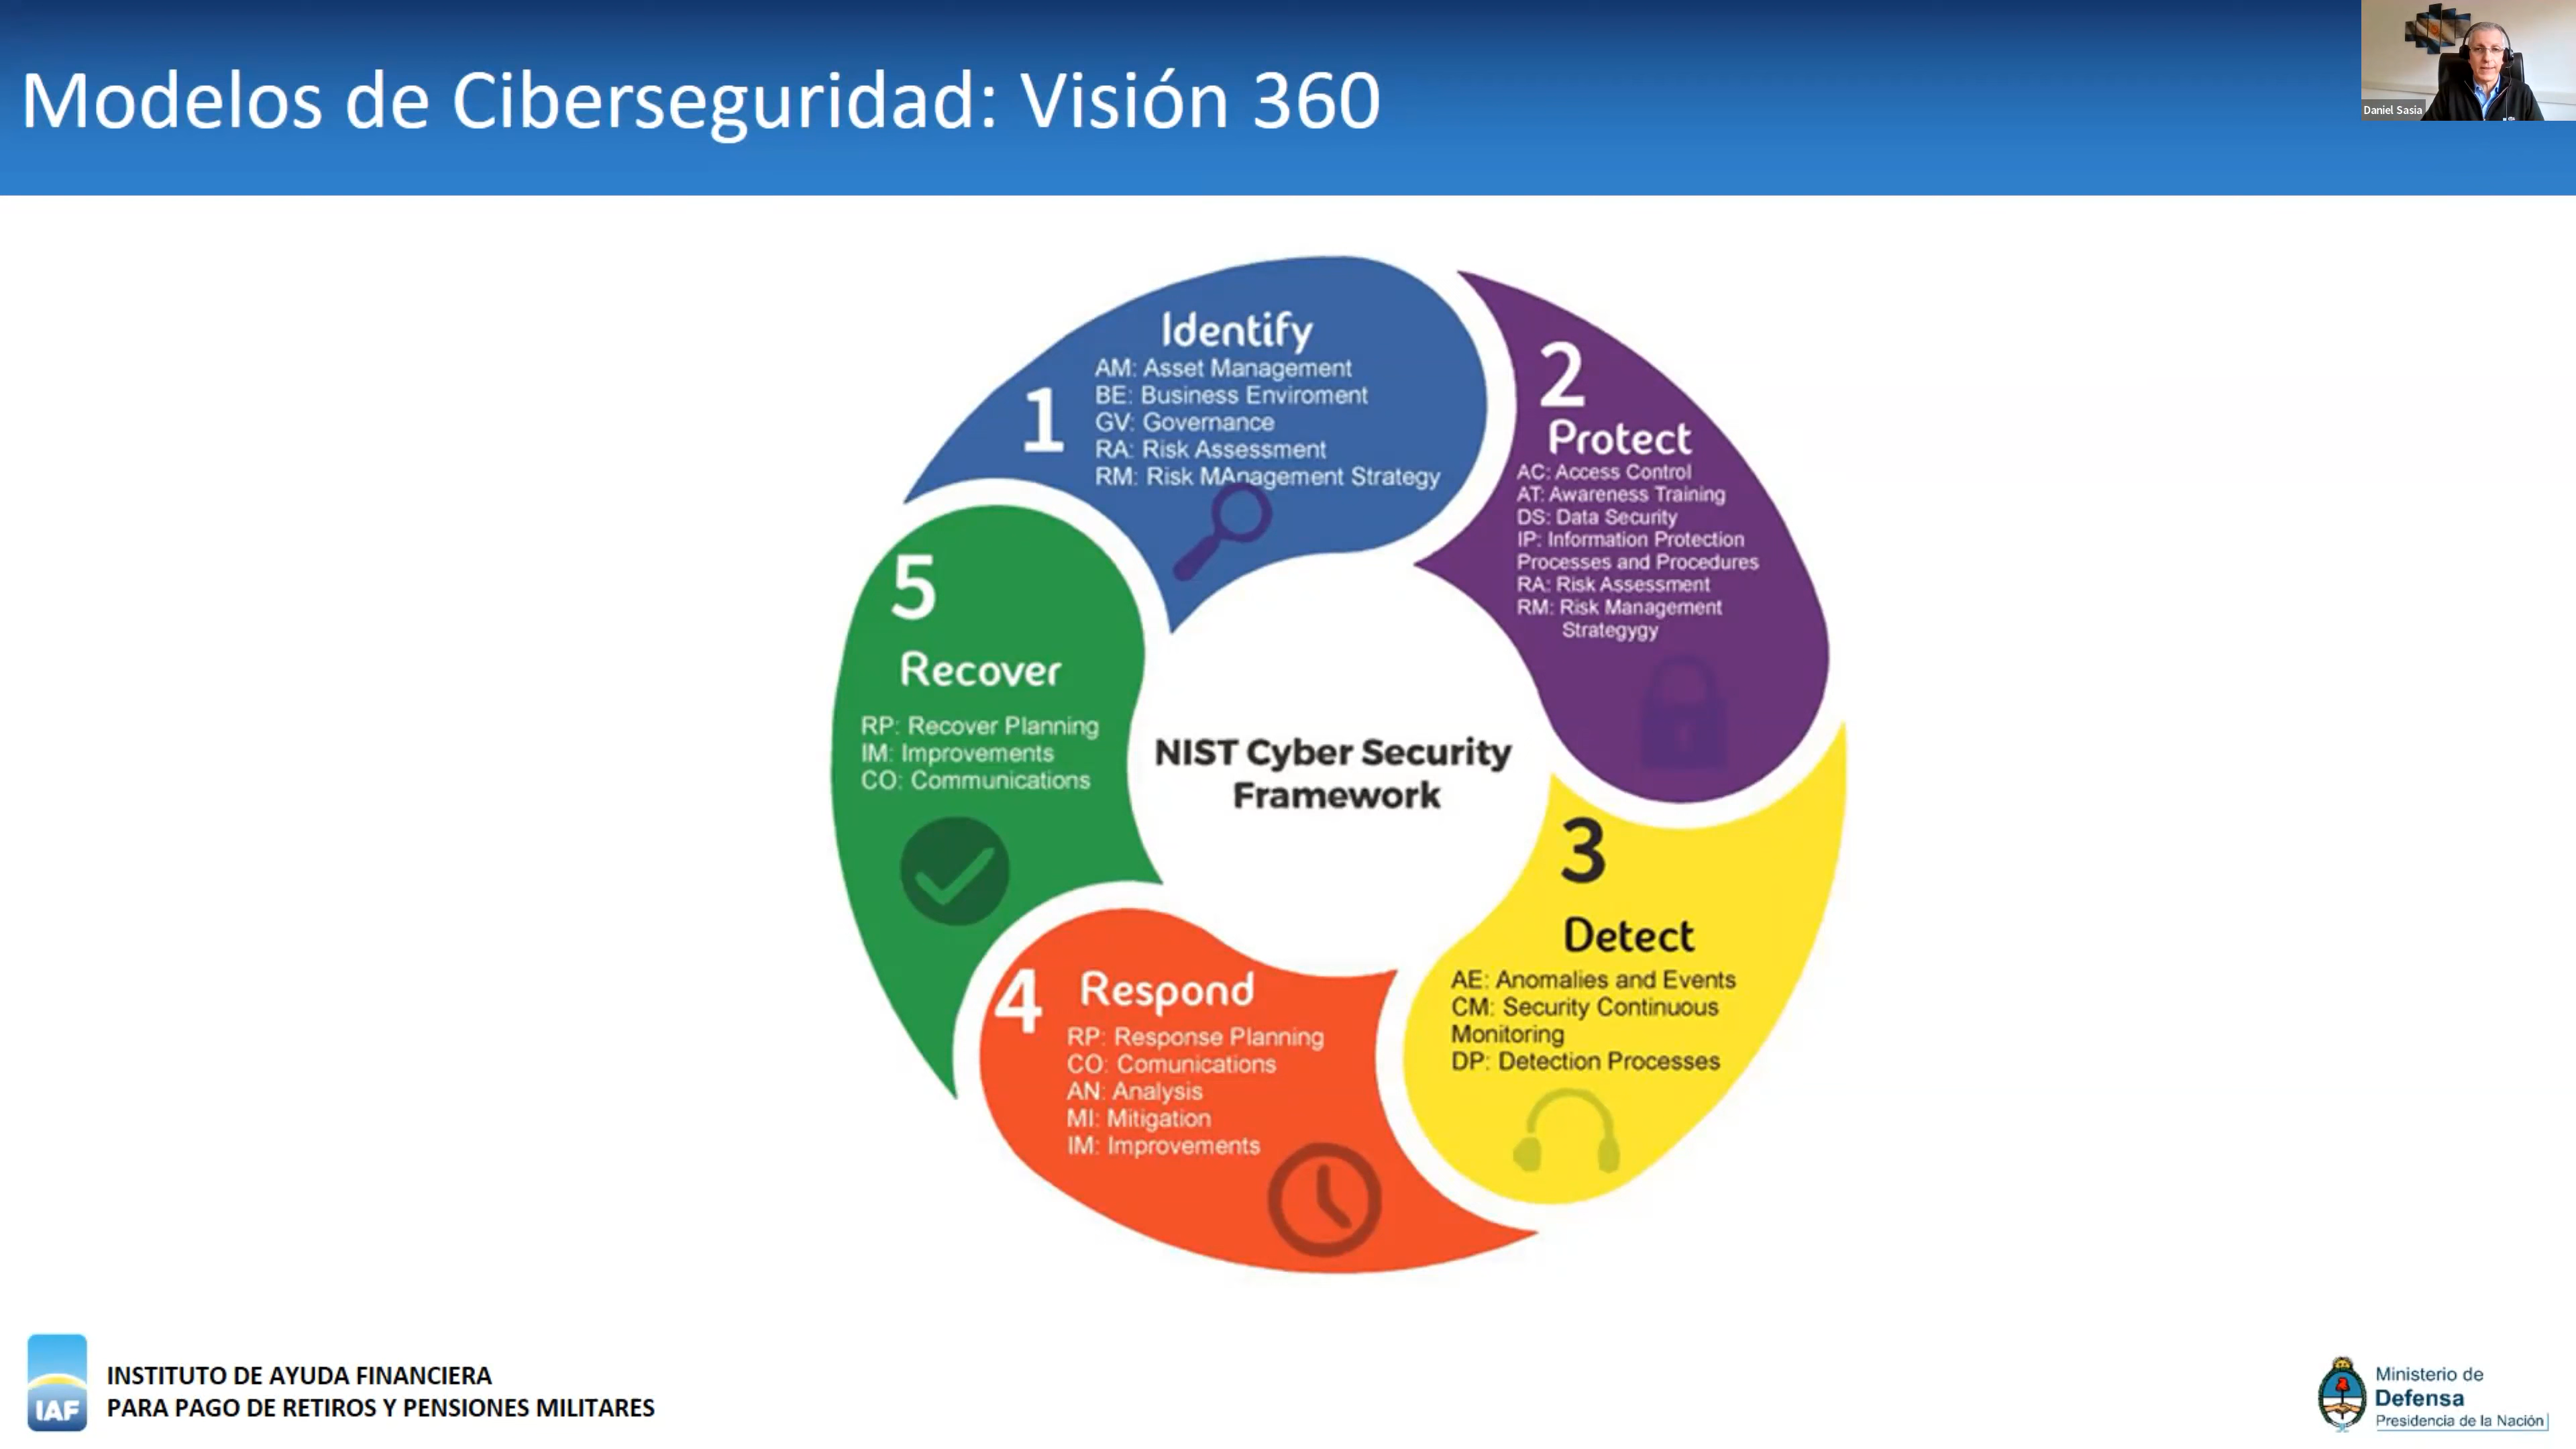 Modelos de Ciberseguridad: Visión 360
Daniel Sasia
1
Identify
AM: Asset Management
BE: Business Enviroment
GV: Governance
RA: Risk Assessment
RM: Risk MAnagement Strategy
2
Protect
AC: Access Control
AT: Awareness Training
DS: Data Security
IP: Information Protection
Processes and Procedures
RA: Risk Assessment
RM: Risk Management
Strategygy
3
Detect
AE: Anomalies and Events
CM: Security Continuous
Monitoring
DP: Detection Processes
4
Respond
RP: Response Planning
CO: Comunications
AN: Analysis
MI: Mitigation
IM: Improvements
5
Recover
RP: Recover Planning
IM: Improvements
CO: Communications
NIST Cyber Security
Framework
IAF
INSTITUTO DE AYUDA FINANCIERA
PARA PAGO DE RETIROS Y PENSIONES MILITARES
Ministerio de
Defensa
Presidencia de la Nación